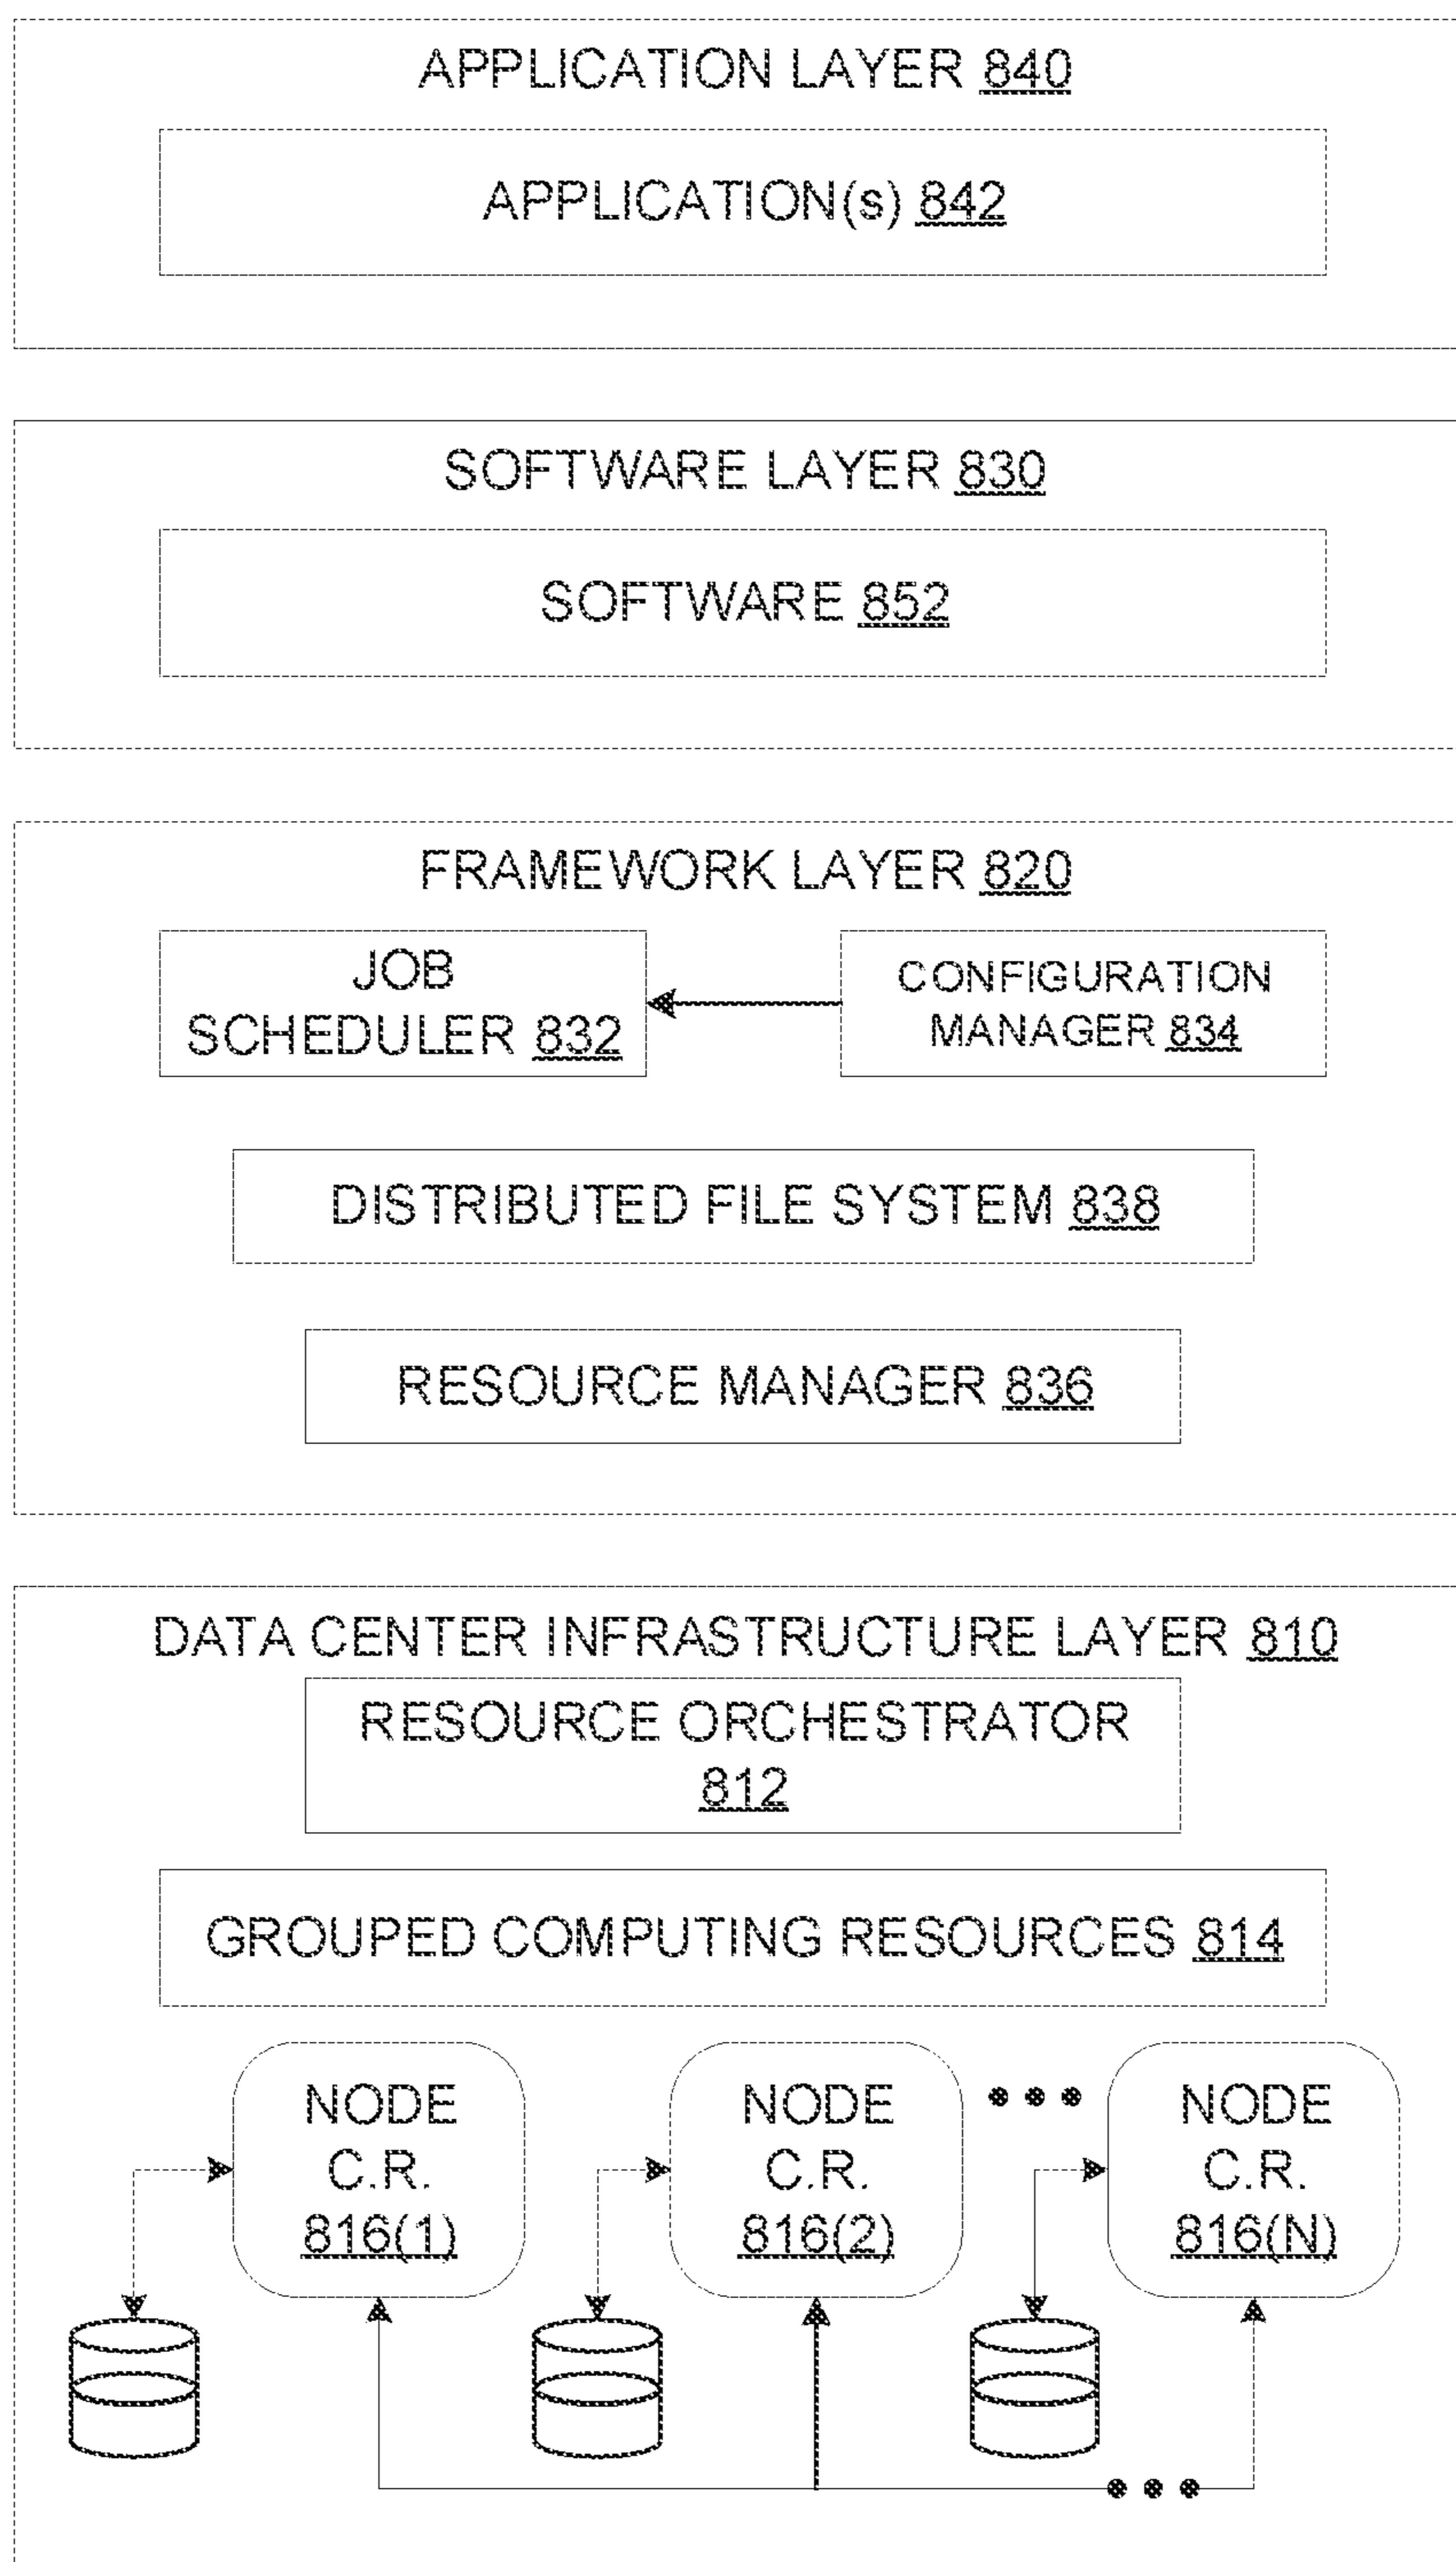 APPLICATION LAYER 840
APPLICATION(s) 842
SOFTWARE LAYER 830
SOFTWARE 852
FRAMEWORK LAYER 820
JOB
SCHEDULER 832
CONFIGURATION
MANAGER 834
DISTRIBUTED FILE SYSTEM 838
RESOURCE MANAGER 836
DATA CENTER INFRASTRUCTURE LAYER 810
RESOURCE ORCHESTRATOR
812
GROUPED COMPUTING RESOURCES 814
NODE
C.R.
816(1)
NODE
C.R.
816(2)
NODE
C.R.
816(N)